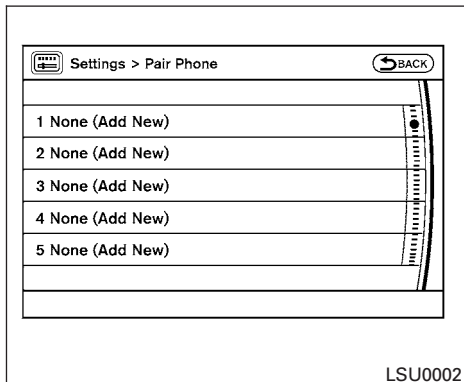 Settings > Pair Phone
BACK
1 None (Add New)
2 None (Add New)
3 None (Add New)
4 None (Add New)
5 None (Add New)
LSU0002